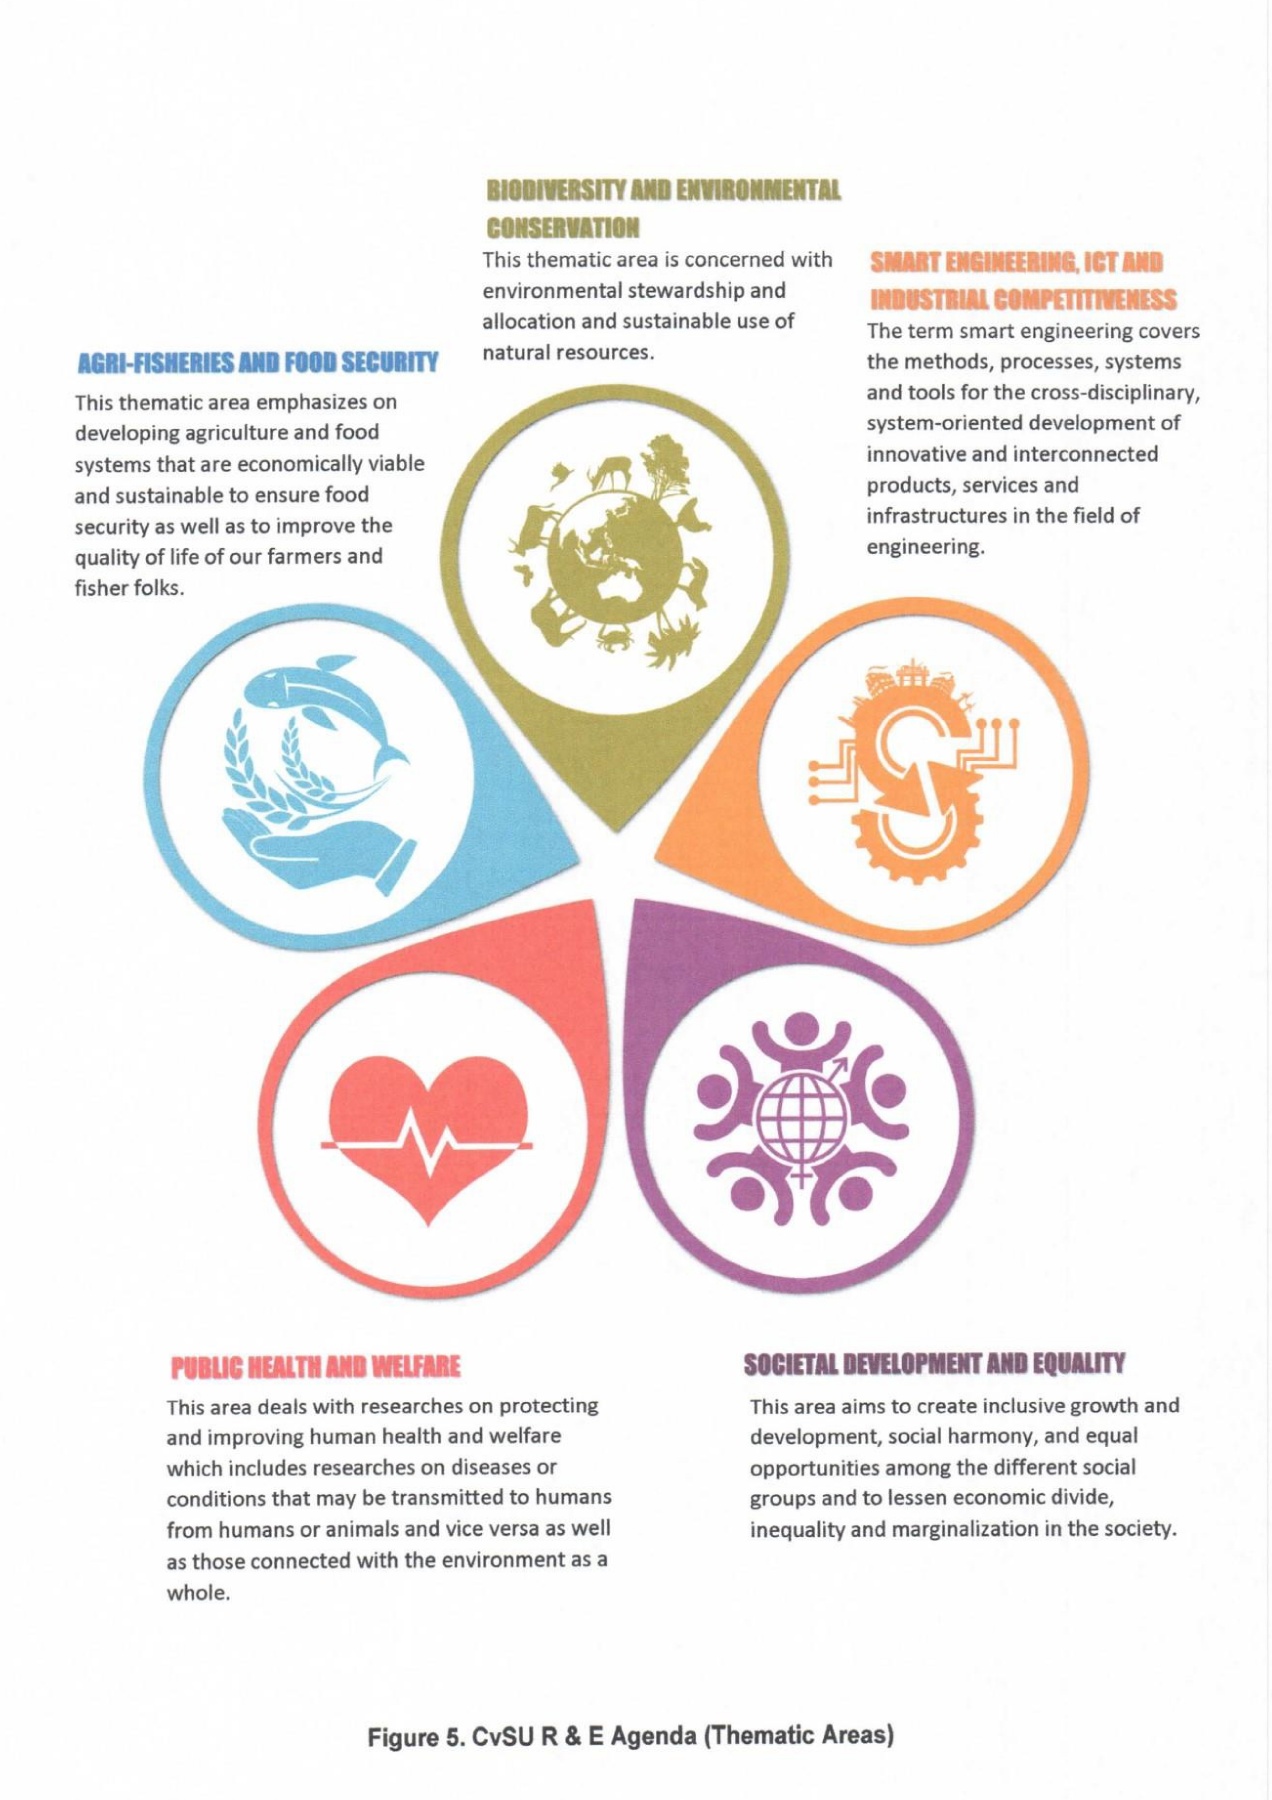 BIODIVERSITY AND ENVIRONMENTAL
CONSERVATION
This thematic area is concerned with
environmental stewardship and
allocation and sustainable use of
natural resources.
SMART ENGINEERING, ICT AND
INDUSTRIAL COMPETITIVENESS
The term smart engineering covers
the methods, processes, systems
and tools for the cross-disciplinary,
system-oriented development of
innovative and interconnected
products, services and
infrastructures in the field of
engineering.
AGRI-FISHERIES AND FOOD SECURITY
This thematic area emphasizes on
developing agriculture and food
systems that are economically viable
and sustainable to ensure food
security as well as to improve the
quality of life of our farmers and
fisher folks.
PUBLIC HEALTH AND WELFARE
This area deals with researches on protecting
and improving human health and welfare
which includes researches on diseases or
conditions that may be transmitted to humans
from humans or animals and vice versa as well
as those connected with the environment as a
whole.
SOCIETAL DEVELOPMENT AND EQUALITY
This area aims to create inclusive growth and
development, social harmony, and equal
opportunities among the different social
groups and to lessen economic divide,
inequality and marginalization in the society.
Figure 5. CvSU R & E Agenda (Thematic Areas)